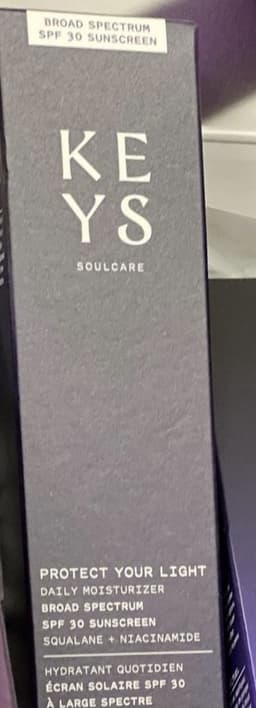 BROAD SPECTRUM
SPF 30 SUNSCREEN
KE
YS
SOULCARE
PROTECT YOUR LIGHT
DAILY MOISTURIZER
BROAD SPECTRUM
SPF 30 SUNSCREEN
SQUALANE + NIACINAMIDE
HYDRATANT QUOTIDIEN
ÉCRAN SOLAIRE SPF 30
À LARGE SPECTRE